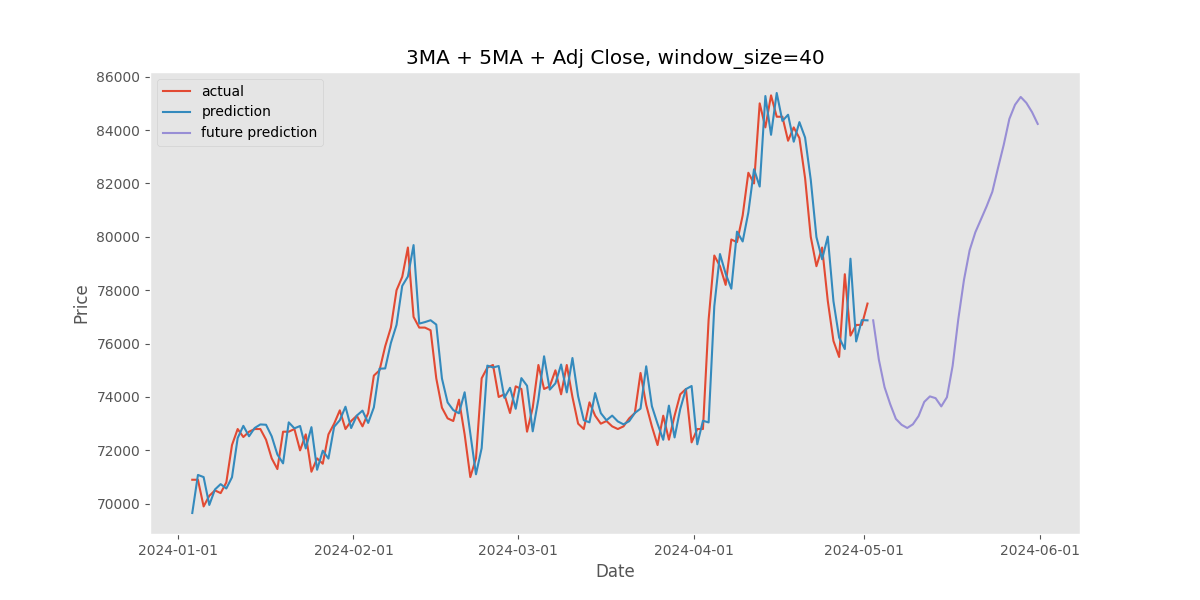 3MA + 5MA + Adj Close, window_size=40
actual
prediction
future prediction
86000
84000
82000
80000
78000
76000
74000
72000
70000
Price
2024-01-01
2024-02-01
2024-03-01
2024-04-01
2024-05-01
2024-06-01
Date